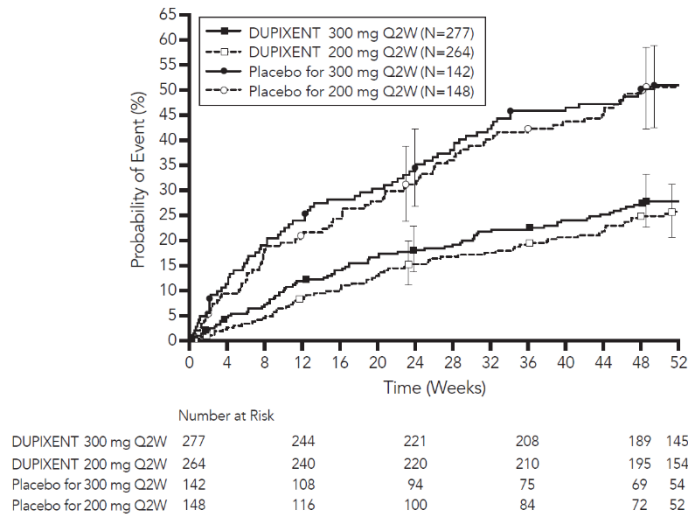 65
60
55
50
45
40
35
30
25
20
15
10
5
0
Probability of Event (%)
DUPIXENT 300 mg Q2W (N=277)
DUPIXENT 200 mg Q2W (N=264)
Placebo for 300 mg Q2W (N=142)
Placebo for 200 mg Q2W (N=148)
0 4 8 12 16 20 24 28 32 36 40 44 48 52
Time (Weeks)
Number at Risk
DUPIXENT 300 mg Q2W 277 244 221 208 189 145
DUPIXENT 200 mg Q2W 264 240 220 210 195 154
Placebo for 300 mg Q2W 142 108 94 75 69 54
Placebo for 200 mg Q2W 148 116 100 84 72 52